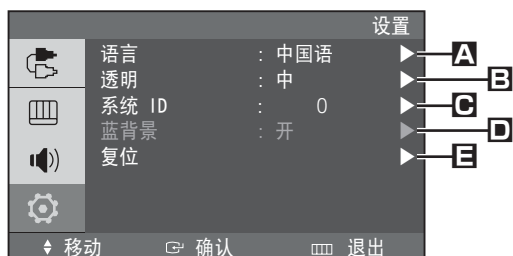 设置
语言 : 中国语 A
透明 : 中 B
系统 ID : 0 C
蓝背景 : 开 D
复位 E
移动 确认 退出